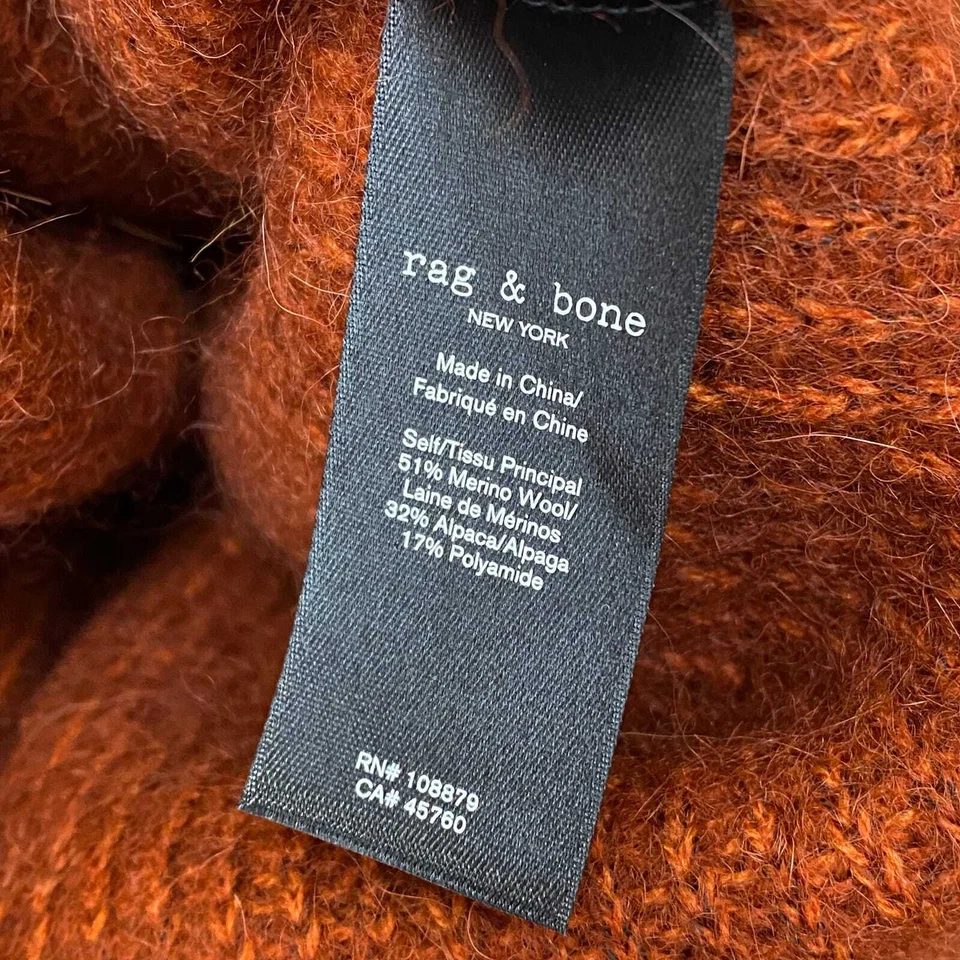 rag & bone
NEW YORK
Made in China/
Fabriqué en Chine
Self/Tissu Principal
51% Merino Wool/
Laine de Mérinos
32% Alpaca/Alpaga
17% Polyamide
RN# 108879
CA# 45760